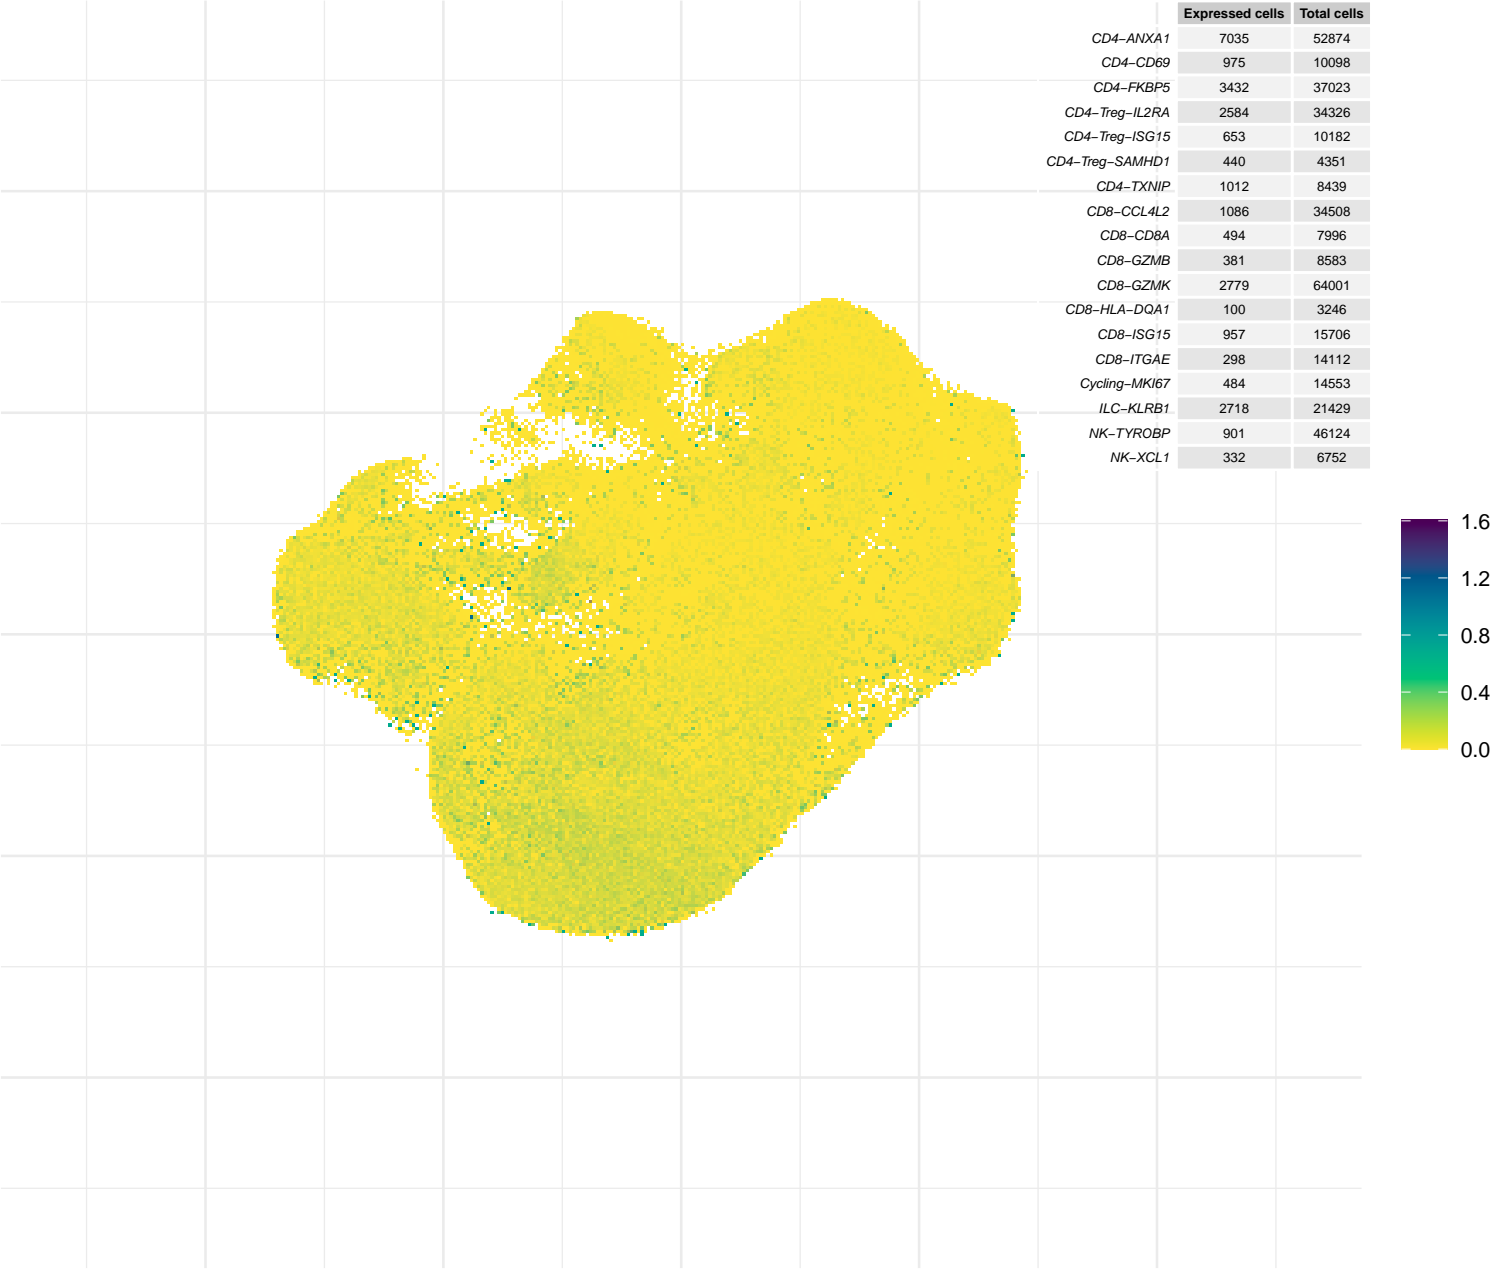 Expressed cells Total cells
CD4−ANXA1 7035 52874
CD4−CD69 975 10098
CD4−FKBP5 3432 37023
CD4−Treg−IL2RA 2584 34326
CD4−Treg−ISG15 653 10182
CD4−Treg−SAMHD1 440 4351
CD4−TXNIP 1012 8439
CD8−CCL4L2 1086 34508
CD8−CD8A 494 7996
CD8−GZMB 381 8583
CD8−GZMK 2779 64001
CD8−HLA−DQA1 100 3246
CD8−ISG15 957 15706
CD8−ITGAE 298 14112
Cycling−MKI67 484 14553
ILC−KLRB1 2718 21429
NK−TYROBP 901 46124
NK−XCL1 332 6752
1.6
1.2
0.8
0.4
0.0